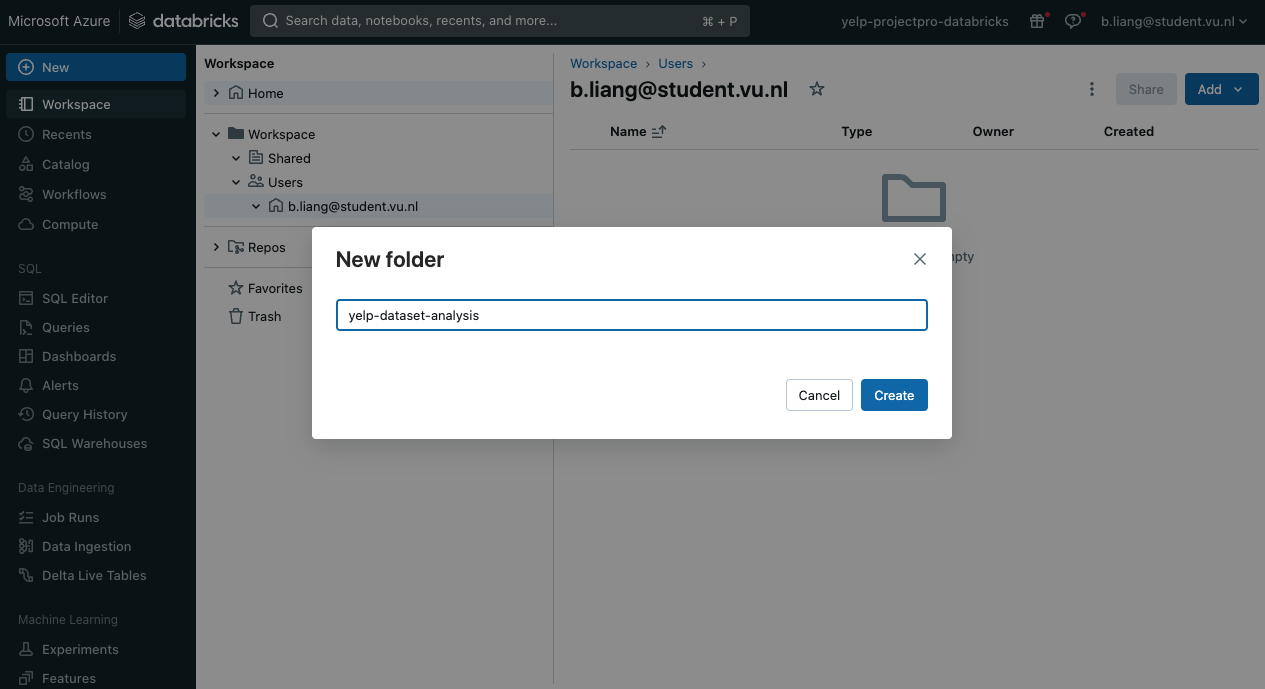 Microsoft Azure
databricks
Search data, notebooks, recents, and more...
⌘ + P
yelp-projectpro-databricks
b.liang@student.vu.nl
New
Workspace
Recents
Catalog
Workflows
Compute
SQL
SQL Editor
Queries
Dashboards
Alerts
Query History
SQL Warehouses
Data Engineering
Job Runs
Data Ingestion
Delta Live Tables
Machine Learning
Experiments
Features
Workspace
Home
Workspace
Shared
Users
b.liang@student.vu.nl
Repos
Favorites
Trash
Workspace › Users ›
b.liang@student.vu.nl
Share
Add
Name Type Owner Created
New folder
yelp-dataset-analysis
Cancel
Create